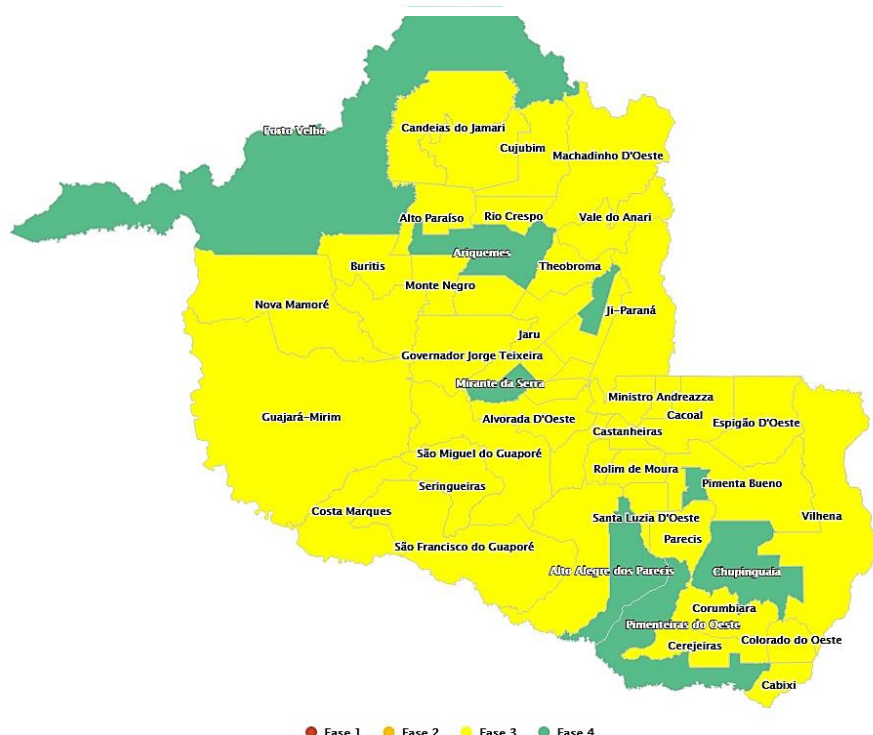 Porto Velho
Candeias do Jamari
Cujubim
Machadinho D'Oeste
Alto Paraíso
Rio Crespo
Vale do Anari
Ariquemes
Buritis
Theobroma
Monte Negro
Nova Mamoré
Ji-Paraná
Jaru
Governador Jorge Teixeira
Mirante da Serra
Ministro Andreazza
Guajará-Mirim
Alvorada D'Oeste
Cacoal
Espigão D'Oeste
Castanheiras
São Miguel do Guaporé
Rolim de Moura
Seringueiras
Pimenta Bueno
Costa Marques
Santa Luzia D'Oeste
Vilhena
São Francisco do Guaporé
Parecis
Alto Alegre dos Parecis
Chupinguaia
Corumbiara
Pimenteiras do Oeste
Cerejeiras
Colorado do Oeste
Cabixi
Fase 1 Fase 2 Fase 3 Fase 4